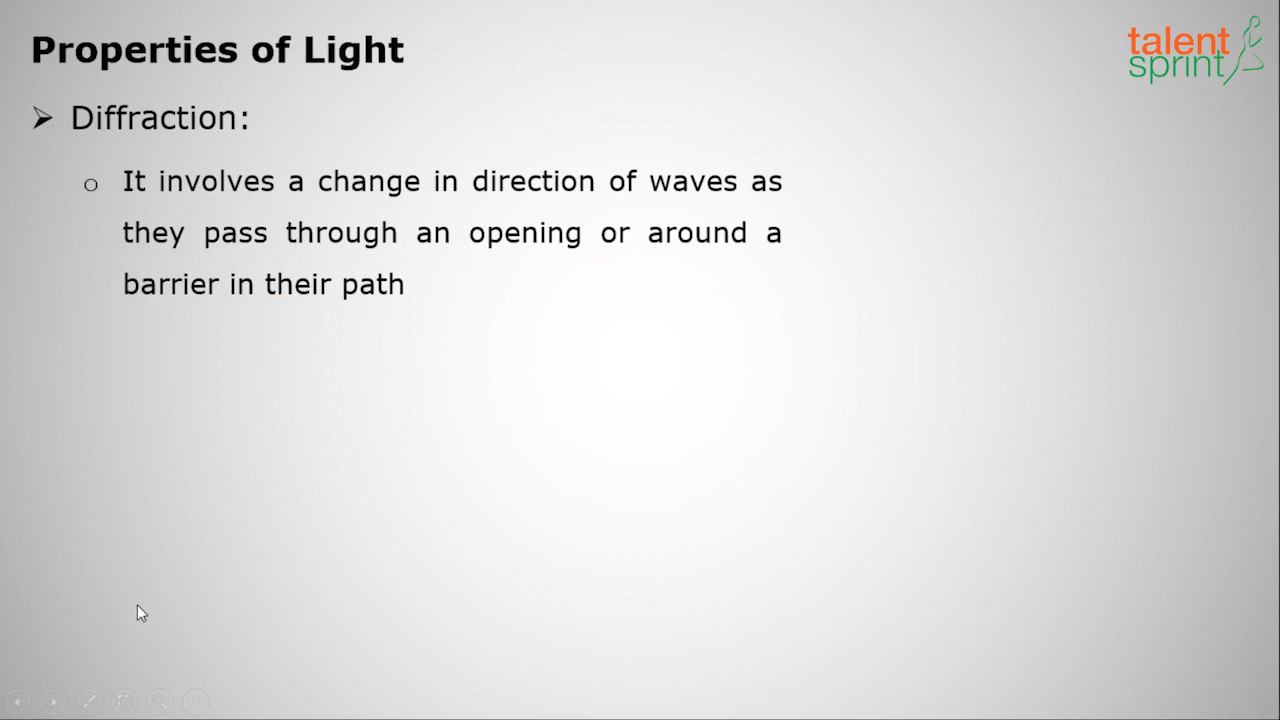 Properties of Light
talent
sprint
➢ Diffraction:
o It involves a change in direction of waves as
they pass through an opening or around a
barrier in their path